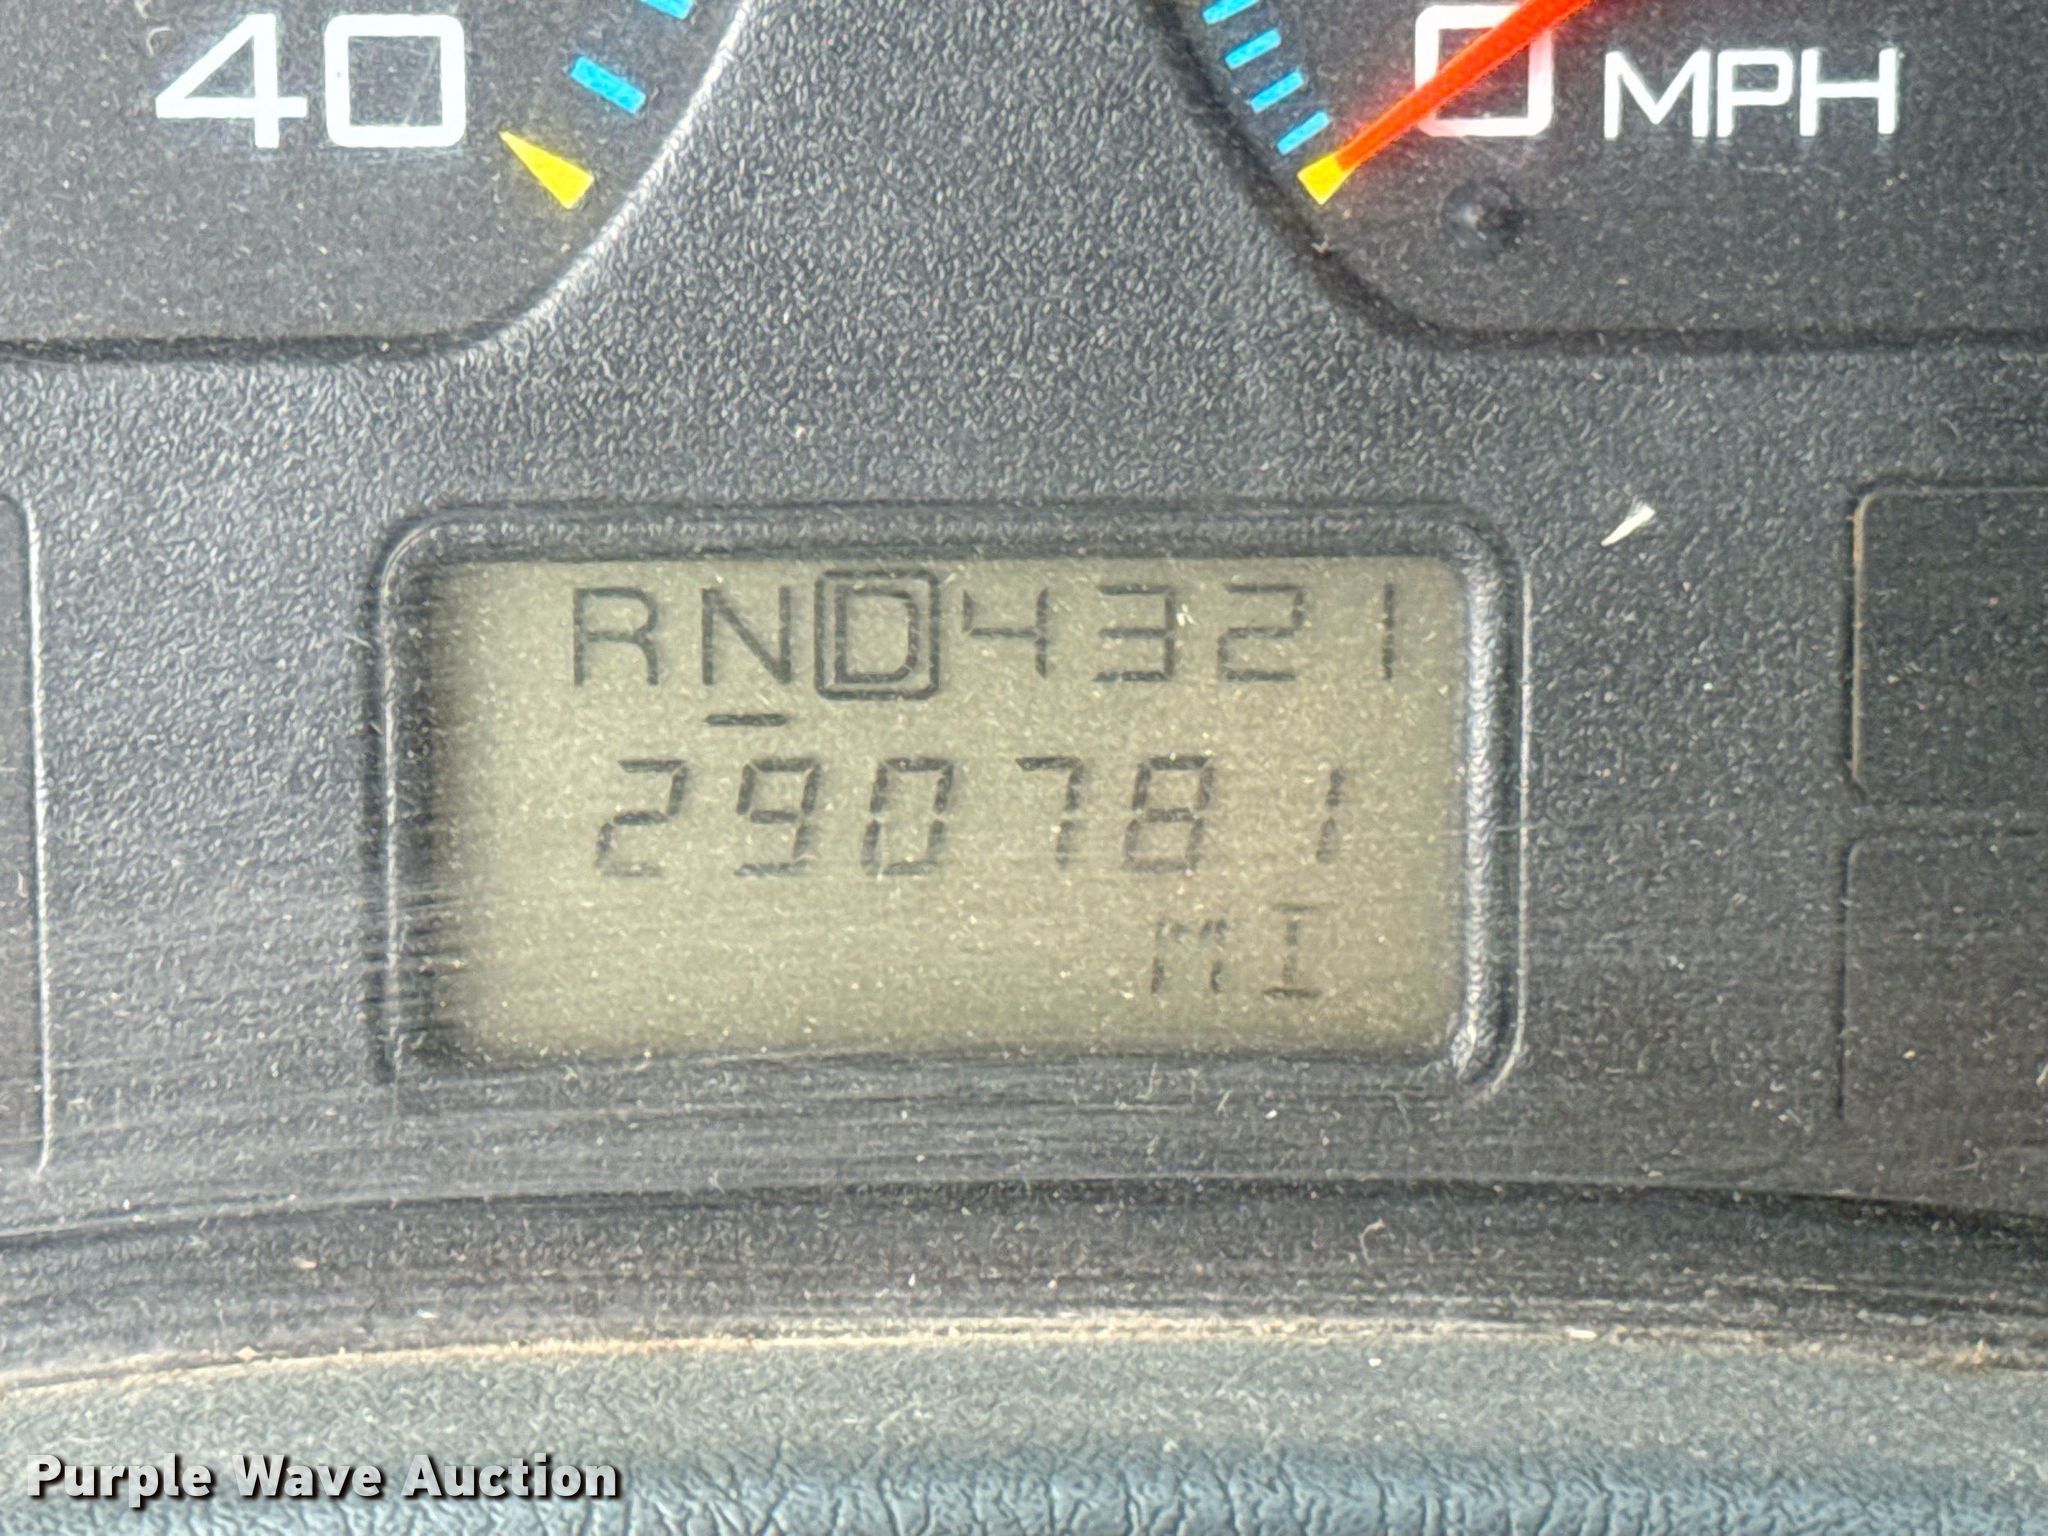 40
0 MPH
RND4321
290781
MI
Purple Wave Auction